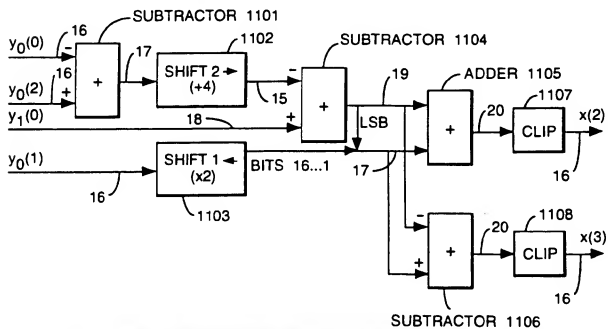 SUBTRACTOR 1101
1102
SUBTRACTOR 1104
y0(0)
16
-
17
SHIFT 2
(+4)
15
-
19
ADDER 1105
1107
y0(2)
16
+
+
+
LSB
+
20
CLIP
x(2)
y1(0)
18
+
16
y0(1)
16
SHIFT 1
(x2)
BITS 16...1
17
1103
1108
-
+
+
20
CLIP
x(3)
16
SUBTRACTOR 1106